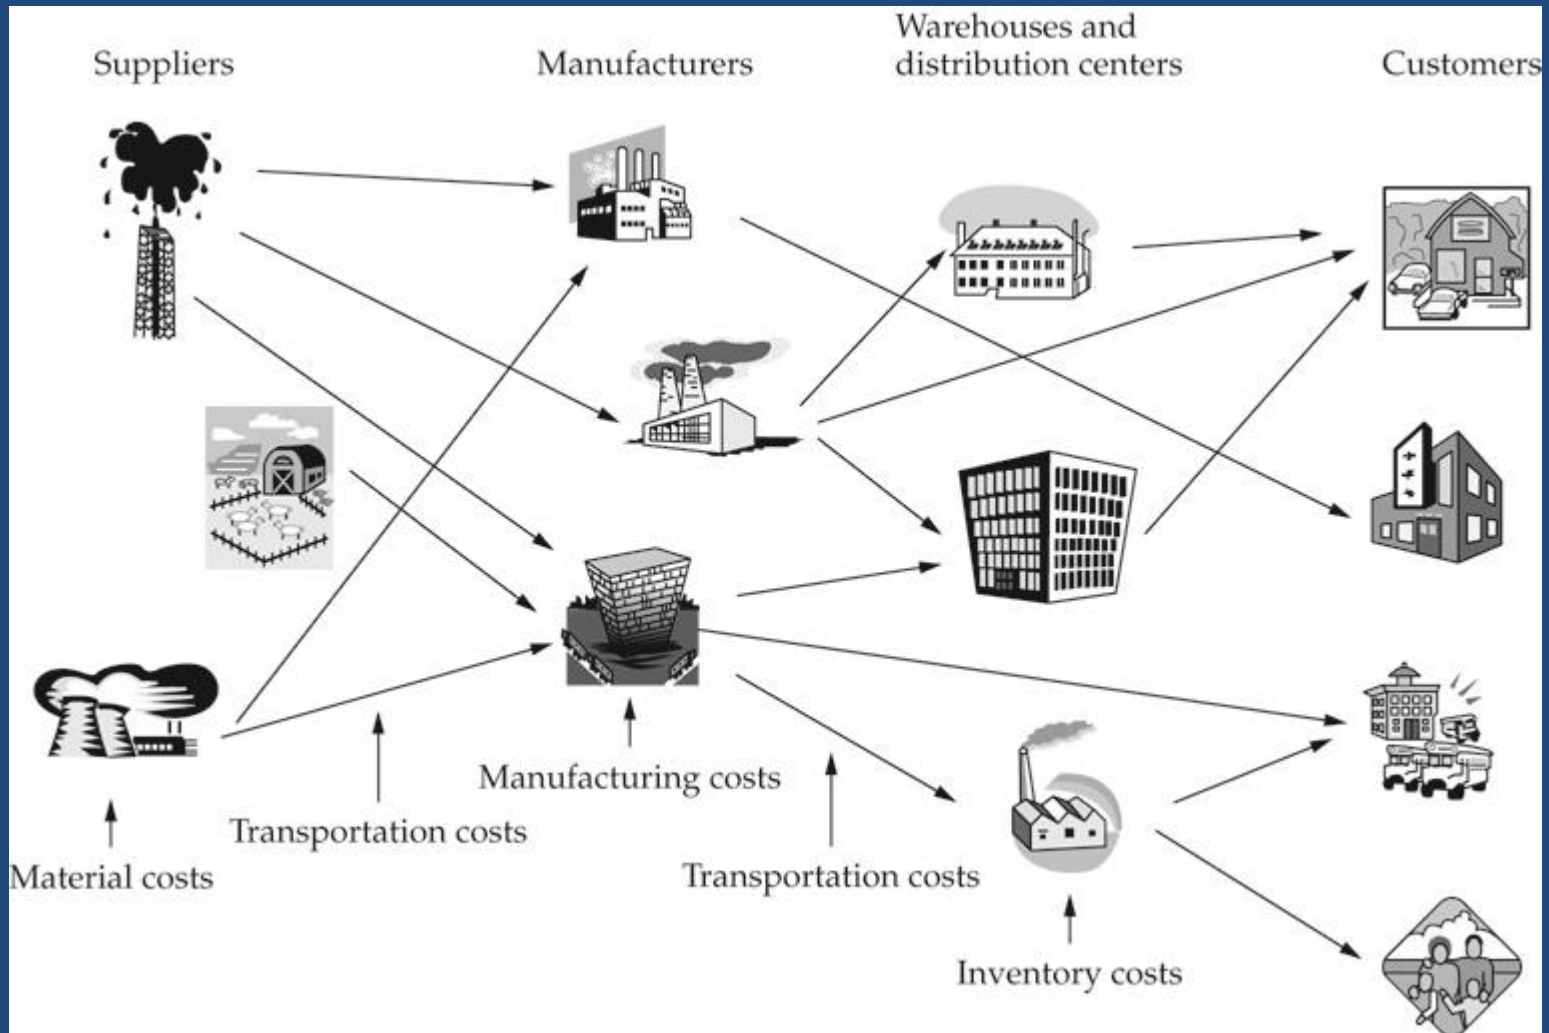 Suppliers
Manufacturers
Warehouses and
distribution centers
Customers
Manufacturing costs
Transportation costs
Material costs
Transportation costs
Inventory costs